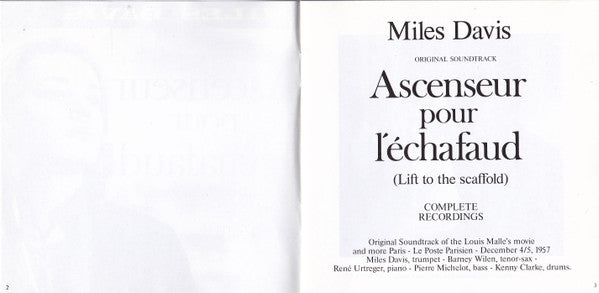 Miles Davis
ORIGINAL SOUNDTRACK
Ascenseur
pour
l'échafaud
(Lift to the scaffold)
COMPLETE
RECORDINGS
Original Soundtrack of the Louis Malle's movie
and more Paris - Le Poste Parisien - December 4/5, 1957
Miles Davis, trumpet - Barney Wilen, tenor-sax -
René Urtreger, piano - Pierre Michelot, bass - Kenny Clarke, drums.
2
3